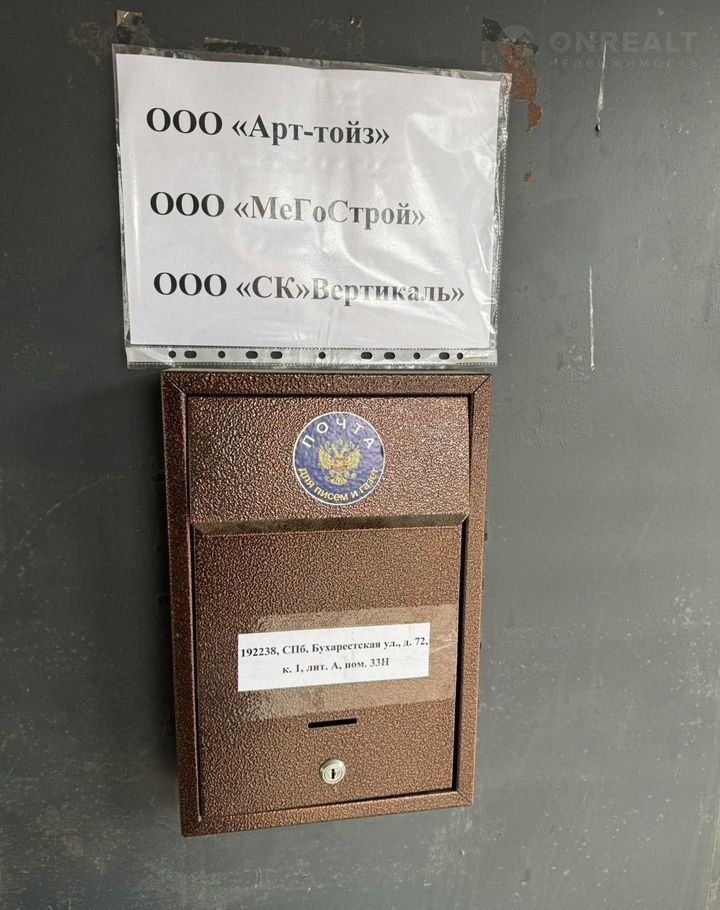 ONREALT
НЕДВИЖИМОСТЬ
ООО «Арт-тойз»
ООО «МеГоСтрой»
ООО «СК»Вертикаль»
ПОЧТА
для писем и газет
192238, СПб, Бухарестская ул., д. 72,
к. 1, лит. А, пом. 33Н